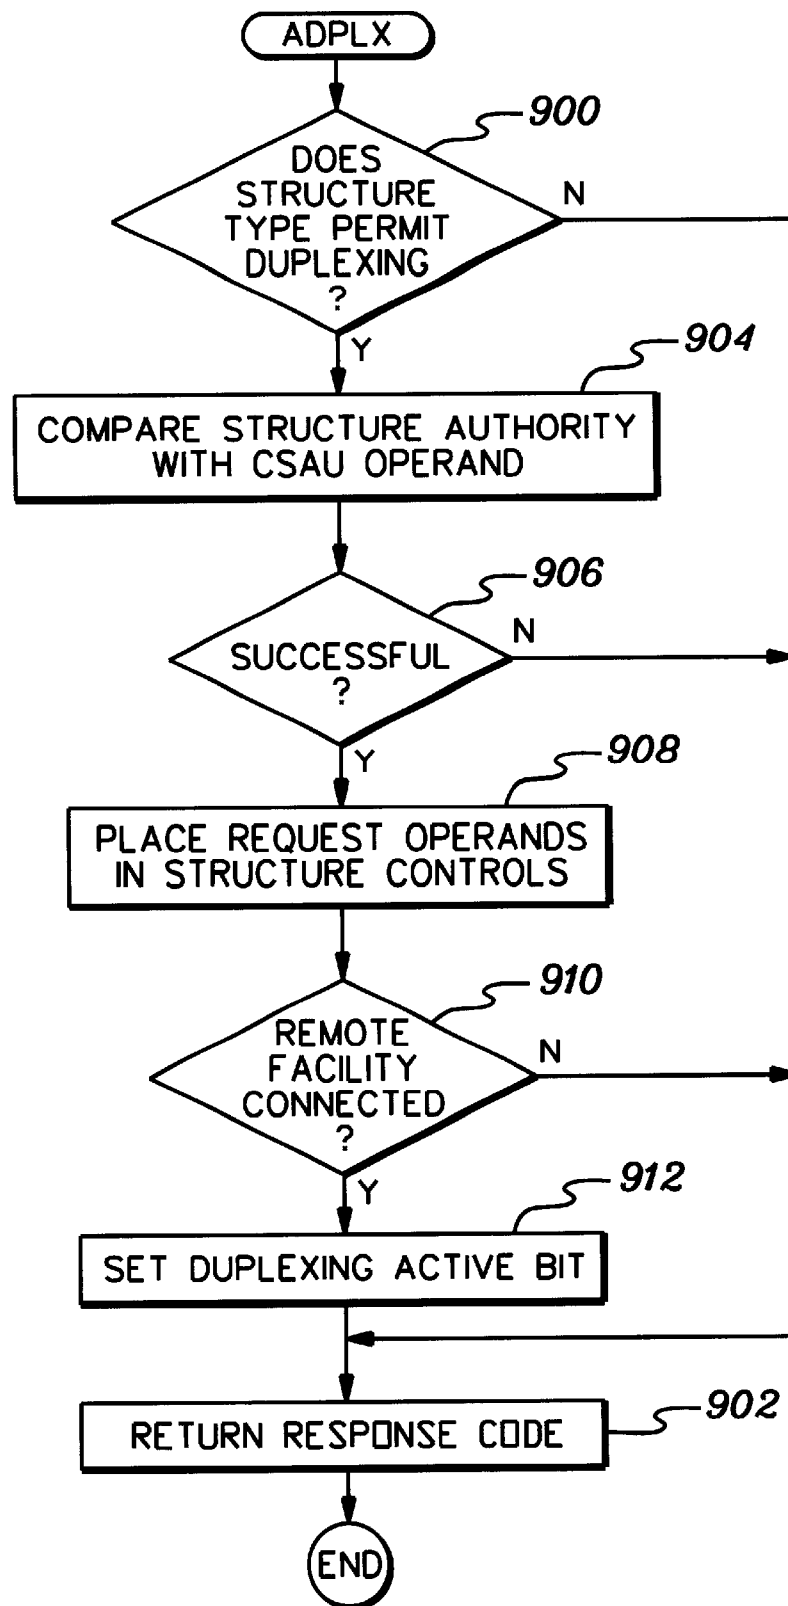 ADPLX
900
DOES
STRUCTURE
TYPE PERMIT
DUPLEXING
?
N
Y
904
COMPARE STRUCTURE AUTHORITY
WITH CSAU OPERAND
906
SUCCESSFUL
?
N
Y
908
PLACE REQUEST OPERANDS
IN STRUCTURE CONTROLS
910
REMOTE
FACILITY
CONNECTED
?
N
Y
912
SET DUPLEXING ACTIVE BIT
902
RETURN RESPONSE CODE
END